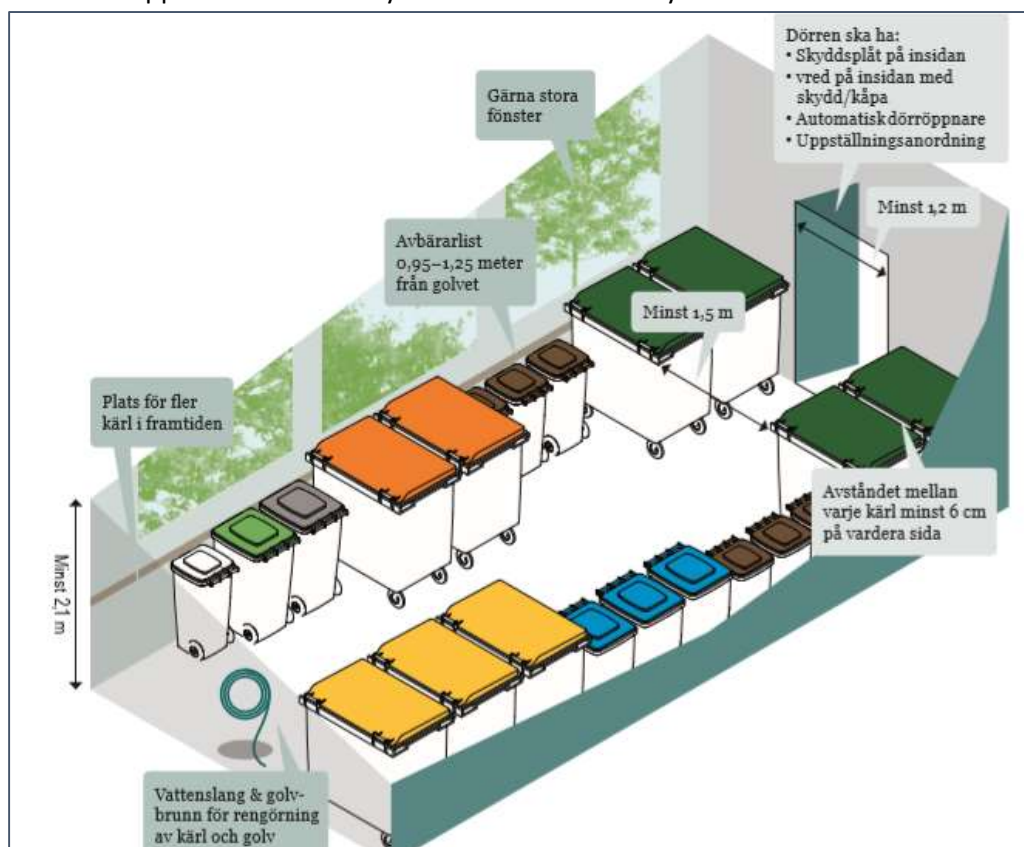 Dörren ska ha:
• Skyddsplåt på insidan
• vred på insidan med
skydd/kåpa
• Automatisk dörröppnare
• Uppställningsanordning
Gärna stora
fönster
Minst 1,2 m
Avbärarlist
0,95–1,25 meter
från golvet
Minst 1,5 m
Plats för fler
kärl i framtiden
Avståndet mellan
varje kärl minst 6 cm
på vardera sida
Minst 2,1 m
Vattenslang & golv-
brunn för rengörning
av kärl och golv